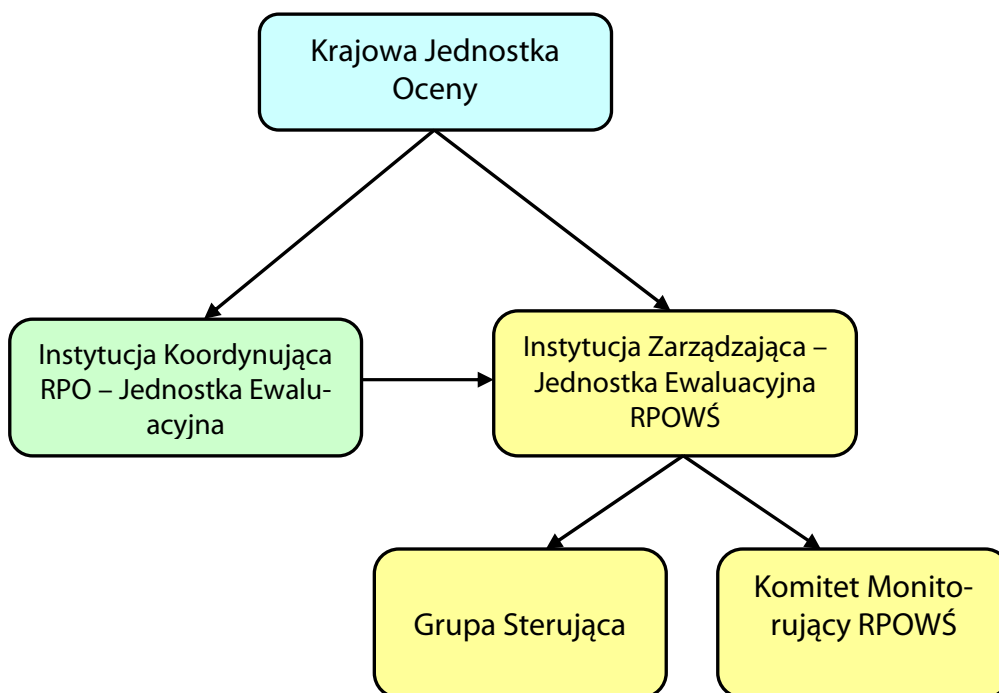 Krajowa Jednostka
Oceny
Instytucja Koordynująca
RPO – Jednostka Ewalu-
acyjna
Instytucja Zarządzająca –
Jednostka Ewaluacyjna
RPOWŚ
Grupa Sterująca
Komitet Monito-
rujący RPOWŚ